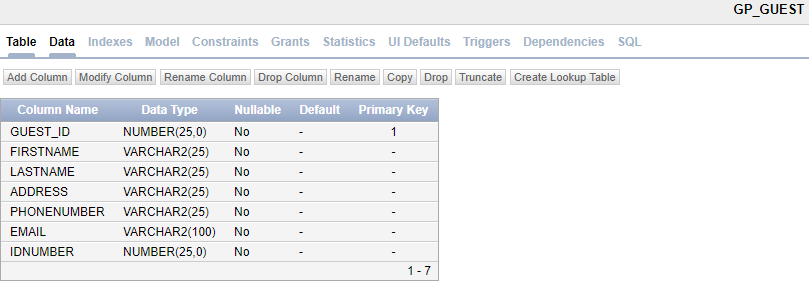 GP_GUEST
Table Data Indexes Model Constraints Grants Statistics UI Defaults Triggers Dependencies SQL
Add Column Modify Column Rename Column Drop Column Rename Copy Drop Truncate Create Lookup Table
Column Name Data Type Nullable Default Primary Key
GUEST_ID NUMBER(25,0) No - 1
FIRSTNAME VARCHAR2(25) No - -
LASTNAME VARCHAR2(25) No - -
ADDRESS VARCHAR2(25) No - -
PHONENUMBER VARCHAR2(25) No - -
EMAIL VARCHAR2(100) No - -
IDNUMBER NUMBER(25,0) No - -
1 - 7